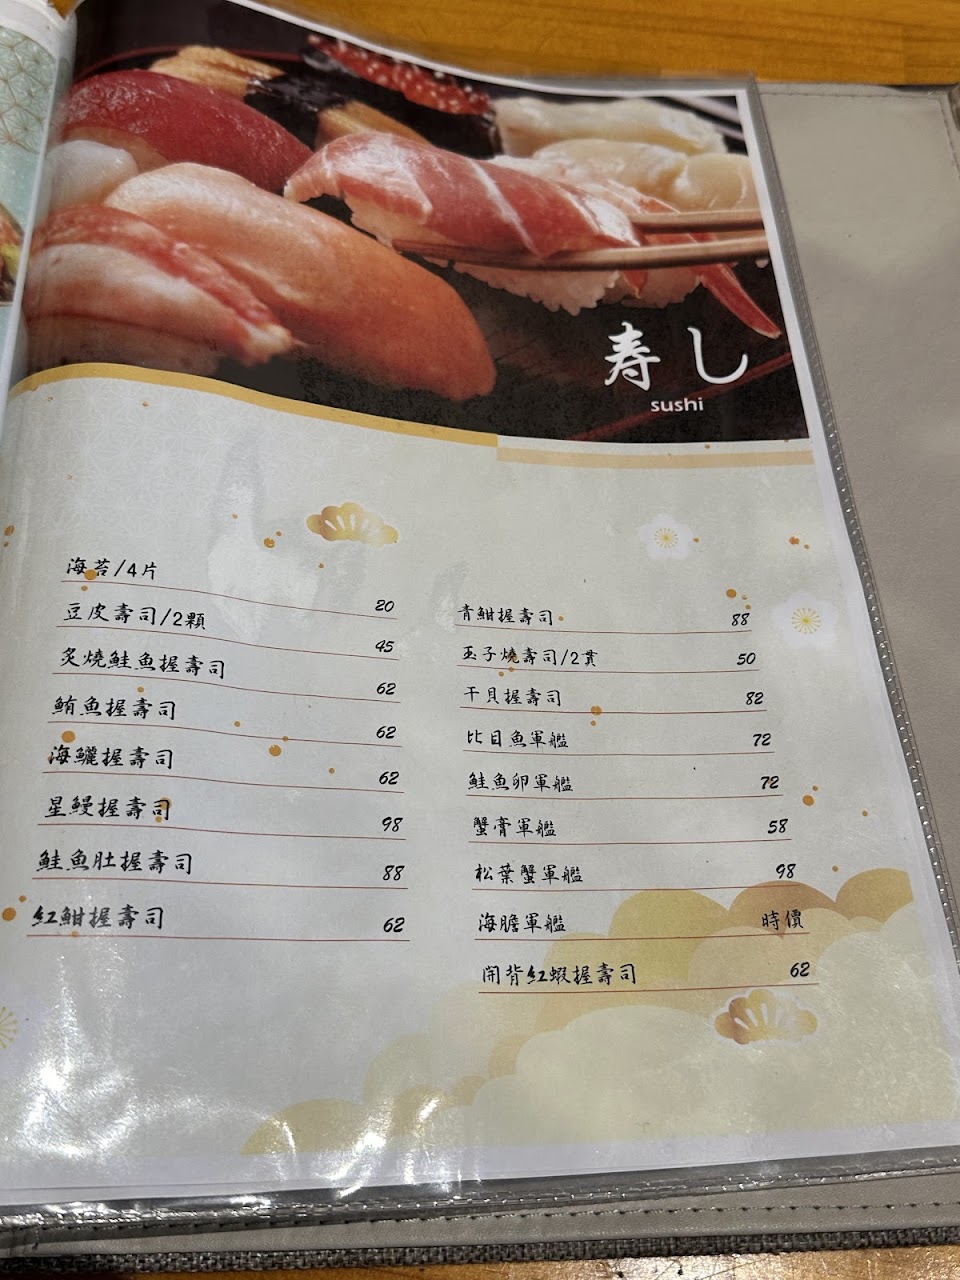 寿し
sushi
海苔/4片 20
豆皮壽司/2顆 45
炙燒鮭魚握壽司 62
鮪魚握壽司 62
海鱺握壽司 62
星鰻握壽司 98
鮭魚肚握壽司 88
紅魽握壽司 62
青魽握壽司 88
玉子燒壽司/2貫 50
干貝握壽司 82
比目魚軍艦 72
鮭魚卵軍艦 72
蟹膏軍艦 58
松葉蟹軍艦 98
海膽軍艦 時價
開背紅蝦握壽司 62